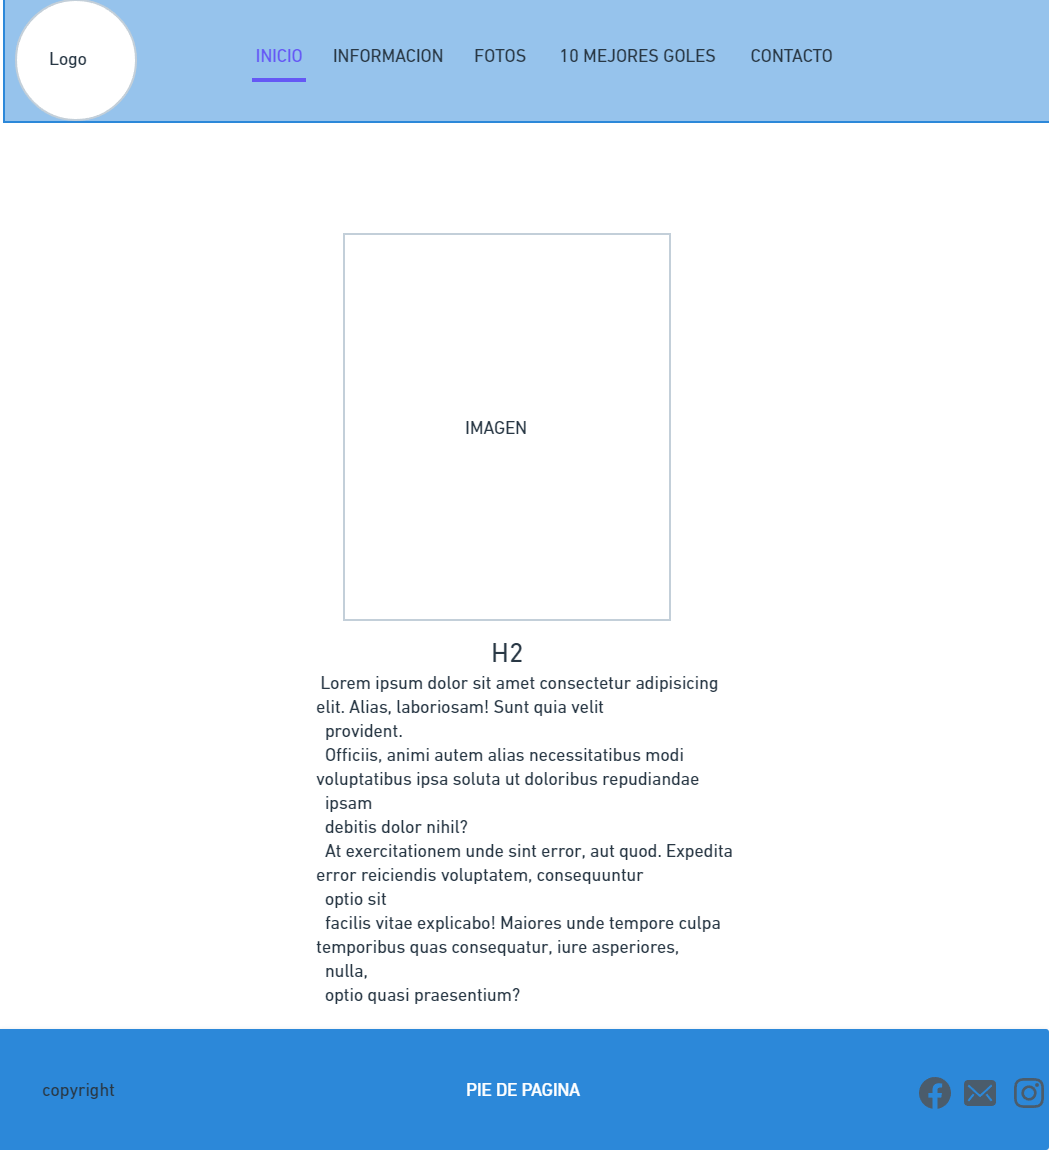 Logo
INICIO INFORMACION FOTOS 10 MEJORES GOLES CONTACTO
IMAGEN
H2
Lorem ipsum dolor sit amet consectetur adipisicing
elit. Alias, laboriosam! Sunt quia velit
provident.
Officiis, animi autem alias necessitatibus modi
voluptatibus ipsa soluta ut doloribus repudiandae
ipsam
debitis dolor nihil?
At exercitationem unde sint error, aut quod. Expedita
error reiciendis voluptatem, consequuntur
optio sit
facilis vitae explicabo! Maiores unde tempore culpa
temporibus quas consequatur, iure asperiores,
nulla,
optio quasi praesentium?
copyright PIE DE PAGINA